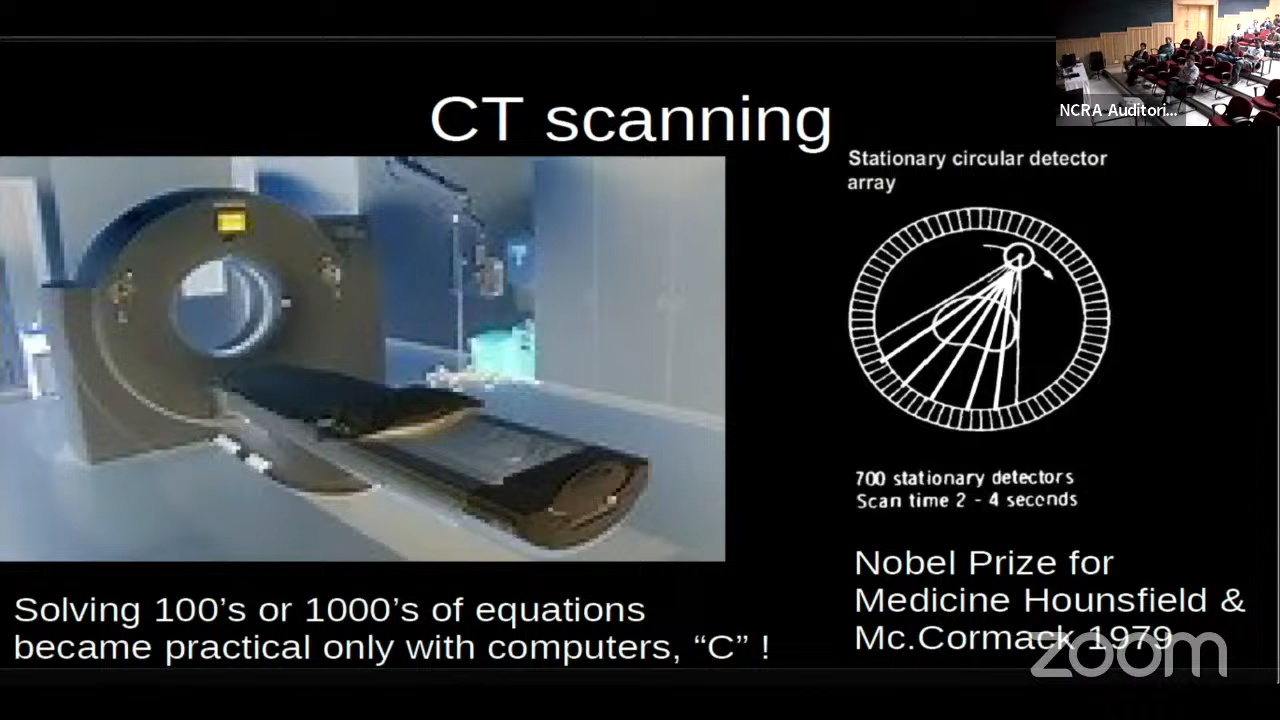 NCRA Auditori...
CT scanning
Stationary circular detector
array
700 stationary detectors
Scan time 2 - 4 seconds
Nobel Prize for
Medicine Hounsfield &
Mc.Cormack 1979
Solving 100's or 1000's of equations
became practical only with computers, “C” !
zoom